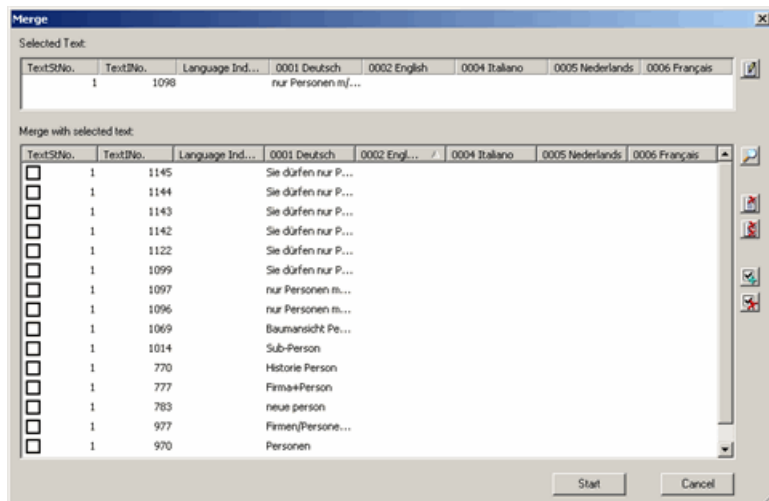 Merge
Selected Text:
TextStNo. TextINo. Language Ind... 0001 Deutsch 0002 English 0004 Italiano 0005 Nederlands 0006 Français
1 1098 nur Personen m/...
Merge with selected text:
TextStNo. TextINo. Language Ind... 0001 Deutsch 0002 Engl... 0004 Italiano 0005 Nederlands 0006 Français
1 1145 Sie dürfen nur P...
1 1144 Sie dürfen nur P...
1 1143 Sie dürfen nur P...
1 1142 Sie dürfen nur P...
1 1122 Sie dürfen nur P...
1 1099 Sie dürfen nur P...
1 1097 nur Personen m...
1 1096 nur Personen m...
1 1069 Baumansicht Pe...
1 1014 Sub-Person
1 770 Historie Person
1 777 Firma+Person
1 783 neue person
1 977 Firmen/Persone...
1 970 Personen
Start Cancel